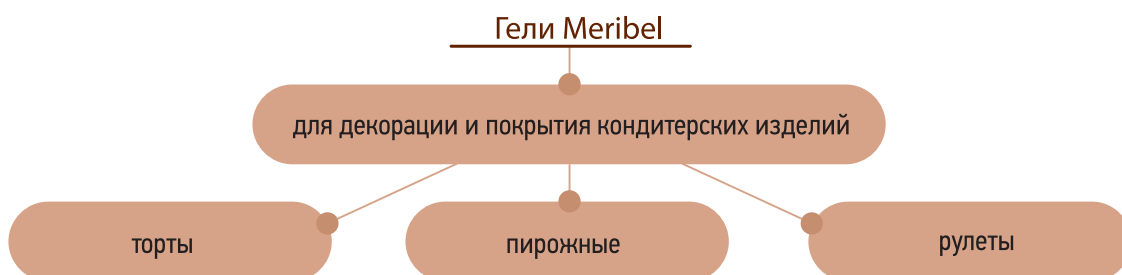 Гели Meribel
для декорации и покрытия кондитерских изделий
торты
пирожные
рулеты